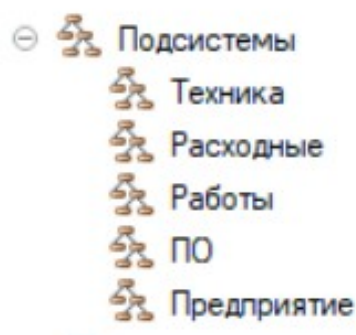 Подсистемы
Техника
Расходные
Работы
ПО
Предприятие